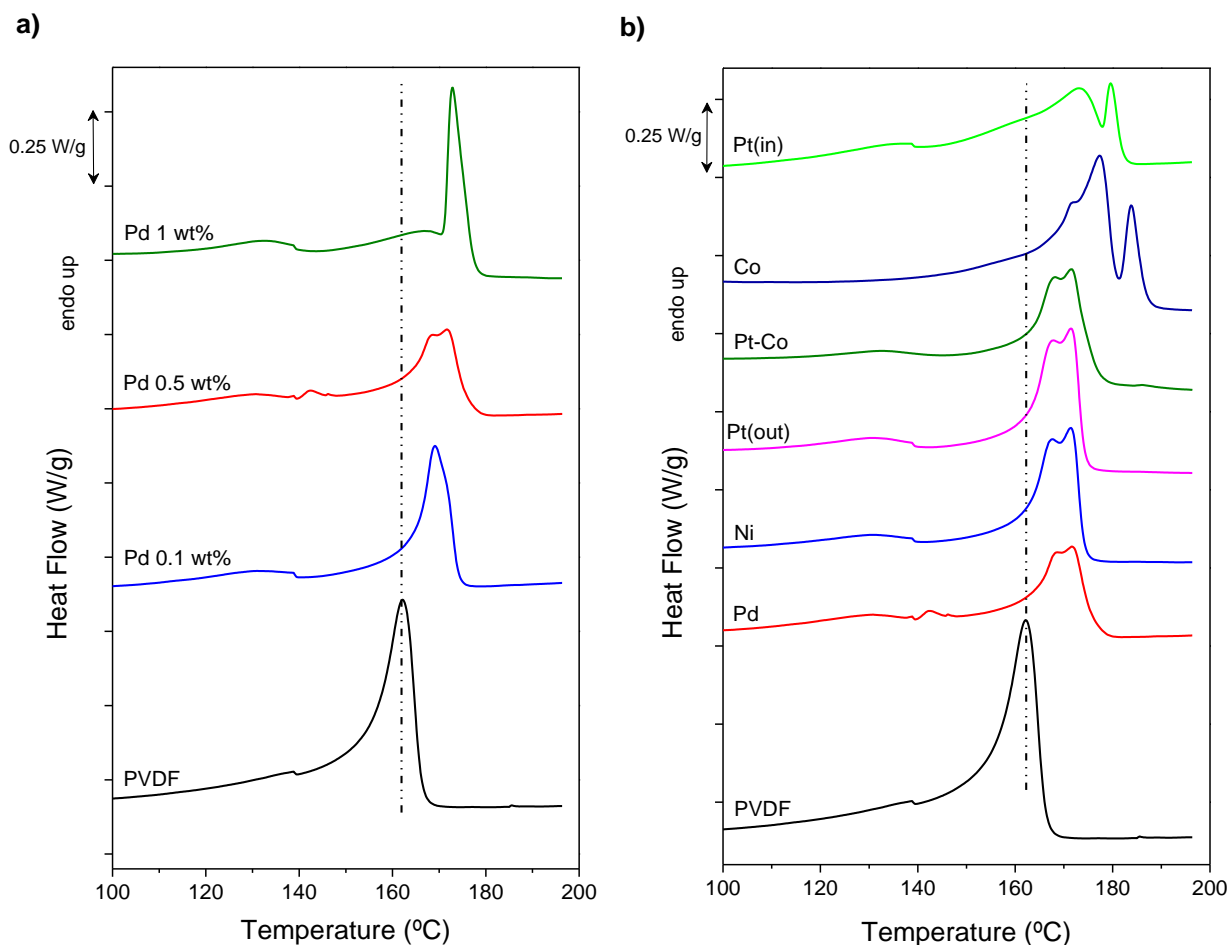 a)
0.25 W/g
endo up
Heat Flow (W/g)
Pd 1 wt%
Pd 0.5 wt%
Pd 0.1 wt%
PVDF
100 120 140 160 180 200
Temperature (ºC)
b)
0.25 W/g
endo up
Heat Flow (W/g)
Pt(in)
Co
Pt-Co
Pt(out)
Ni
Pd
PVDF
100 120 140 160 180 200
Temperature (ºC)